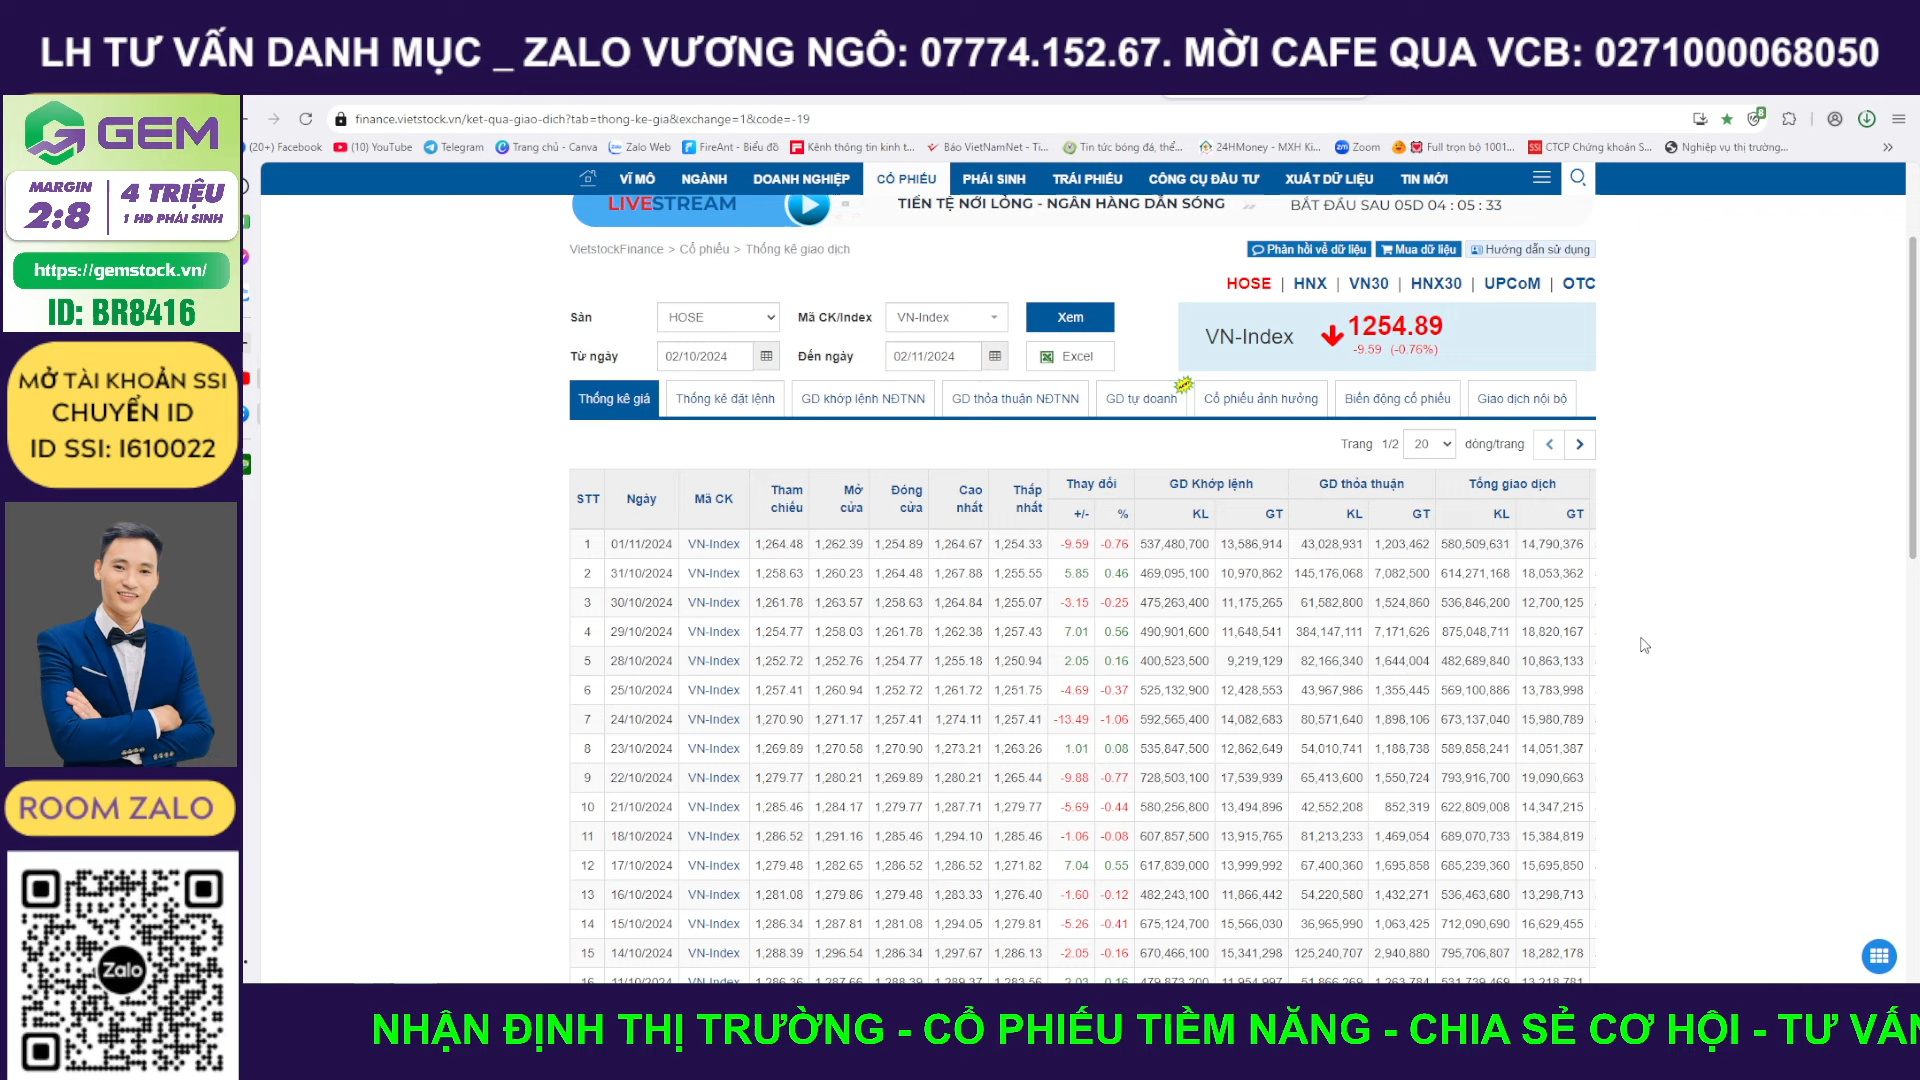 LH TƯ VẤN DANH MỤC _ ZALO VƯƠNG NGÔ: 07774.152.67. MỜI CAFE QUA VCB: 0271000068050
GEM
MARGIN 2:8 4 TRIỆU 1 HĐ PHÁI SINH
https://gemstock.vn/
ID: BR8416
MỞ TÀI KHOẢN SSI
CHUYỂN ID
ID SSI: I610022
ROOM ZALO
Zalo
finance.vietstock.vn/ket-qua-giao-dich?tab=thong-ke-gia&exchange=1&code=-19
(20+) Facebook (10) YouTube Telegram Trang chủ - Canva Zalo Web FireAnt - Biểu đồ Kênh thông tin kinh t... Báo VietNamNet - Ti... Tin tức bóng đá, thể... 24HMoney - MXH Ki... Zoom Full trọn bộ 1001... CTCP Chứng khoán S... Nghiệp vụ thị trường...
VĨ MÔ NGÀNH DOANH NGHIỆP CỔ PHIẾU PHÁI SINH TRÁI PHIẾU CÔNG CỤ ĐẦU TƯ XUẤT DỮ LIỆU TIN MỚI
LIVESTREAM TIỀN TỆ NỚI LỎNG - NGÂN HÀNG DẪN SÓNG BẮT ĐẦU SAU 05D 04 : 05 : 33
VietstockFinance > Cổ phiếu > Thống kê giao dịch Phản hồi về dữ liệu Mua dữ liệu Hướng dẫn sử dụng
HOSE | HNX | VN30 | HNX30 | UPCoM | OTC
Sàn HOSE Mã CK/Index VN-Index Xem
Từ ngày 02/10/2024 Đến ngày 02/11/2024 Excel
VN-Index 1254.89
-9.59 (-0.76%)
Thống kê giá Thống kê đặt lệnh GD khớp lệnh NĐTNN GD thỏa thuận NĐTNN GD tự doanh Cổ phiếu ảnh hưởng Biến động cổ phiếu Giao dịch nội bộ
Trang 1/2 20 dòng/trang
STT Ngày Mã CK Tham chiếu Mở cửa Đóng cửa Cao nhất Thấp nhất Thay đổi GD Khớp lệnh GD thỏa thuận Tổng giao dịch
+/- % KL GT KL GT KL GT
1 01/11/2024 VN-Index 1,264.48 1,262.39 1,254.89 1,264.67 1,254.33 -9.59 -0.76 537,480,700 13,586,914 43,028,931 1,203,462 580,509,631 14,790,376
2 31/10/2024 VN-Index 1,258.63 1,260.23 1,264.48 1,267.88 1,255.55 5.85 0.46 469,095,100 10,970,862 145,176,068 7,082,500 614,271,168 18,053,362
3 30/10/2024 VN-Index 1,261.78 1,263.57 1,258.63 1,264.84 1,255.07 -3.15 -0.25 475,263,400 11,175,265 61,582,800 1,524,860 536,846,200 12,700,125
4 29/10/2024 VN-Index 1,254.77 1,258.03 1,261.78 1,262.38 1,257.43 7.01 0.56 490,901,600 11,648,541 384,147,111 7,171,626 875,048,711 18,820,167
5 28/10/2024 VN-Index 1,252.72 1,252.76 1,254.77 1,255.18 1,250.94 2.05 0.16 400,523,500 9,219,129 82,166,340 1,644,004 482,689,840 10,863,133
6 25/10/2024 VN-Index 1,257.41 1,260.94 1,252.72 1,261.72 1,251.75 -4.69 -0.37 525,132,900 12,428,553 43,967,986 1,355,445 569,100,886 13,783,998
7 24/10/2024 VN-Index 1,270.90 1,271.17 1,257.41 1,274.11 1,257.41 -13.49 -1.06 592,565,400 14,082,683 80,571,640 1,898,106 673,137,040 15,980,789
8 23/10/2024 VN-Index 1,269.89 1,270.58 1,270.90 1,273.21 1,263.26 1.01 0.08 535,847,500 12,862,649 54,010,741 1,188,738 589,858,241 14,051,387
9 22/10/2024 VN-Index 1,279.77 1,280.21 1,269.89 1,280.21 1,265.44 -9.88 -0.77 728,503,100 17,539,939 65,413,600 1,550,724 793,916,700 19,090,663
10 21/10/2024 VN-Index 1,285.46 1,284.17 1,279.77 1,287.71 1,279.77 -5.69 -0.44 580,256,800 13,494,896 42,552,208 852,319 622,809,008 14,347,215
11 18/10/2024 VN-Index 1,286.52 1,291.16 1,285.46 1,294.10 1,285.46 -1.06 -0.08 607,857,500 13,915,765 81,213,233 1,469,054 689,070,733 15,384,819
12 17/10/2024 VN-Index 1,279.48 1,282.65 1,286.52 1,286.52 1,271.82 7.04 0.55 617,839,000 13,999,992 67,400,360 1,695,858 685,239,360 15,695,850
13 16/10/2024 VN-Index 1,281.08 1,279.86 1,279.48 1,283.33 1,276.40 -1.60 -0.12 482,243,100 11,866,442 54,220,580 1,432,271 536,463,680 13,298,713
14 15/10/2024 VN-Index 1,286.34 1,287.81 1,281.08 1,294.05 1,279.81 -5.26 -0.41 675,124,700 15,566,030 36,965,990 1,063,425 712,090,690 16,629,455
15 14/10/2024 VN-Index 1,288.39 1,296.54 1,286.34 1,297.67 1,286.13 -2.05 -0.16 670,466,100 15,341,298 125,240,707 2,940,880 795,706,807 18,282,178
NHẬN ĐỊNH THỊ TRƯỜNG - CỔ PHIẾU TIỀM NĂNG - CHIA SẺ CƠ HỘI - TƯ VẤN